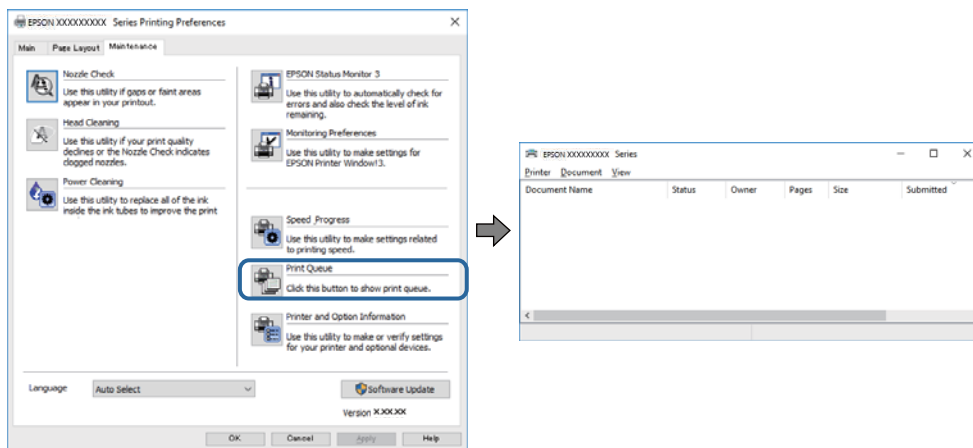 EPSON XXXXXXXXX Series Printing Preferences
Main Page Layout Maintenance
Nozzle Check
Use this utility if gaps or faint areas
appear in your printout.
Head Cleaning
Use this utility if your print quality
declines or the Nozzle Check indicates
clogged nozzles.
Power Cleaning
Use this utility to replace all of the ink
inside the ink tubes to improve the print
EPSON Status Monitor 3
Use this utility to automatically check for
errors and also check the level of ink
remaining.
Monitoring Preferences
Use this utility to make settings for
EPSON Printer Window!3.
Speed Progress
Use this utility to make settings related
to printing speed.
Print Queue
Click this button to show print queue.
Printer and Option Information
Use this utility to make or verify settings
for your printer and optional devices.
Language Auto Select
Software Update
Version X.XX.XX
OK Cancel Apply Help
EPSON XXXXXXXXX Series
Printer Document View
Document Name Status Owner Pages Size Submitted